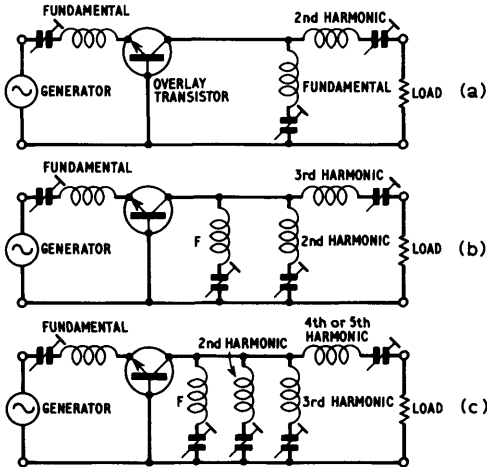 FUNDAMENTAL
2nd HARMONIC
GENERATOR
OVERLAY
TRANSISTOR
FUNDAMENTAL
LOAD
(a)
FUNDAMENTAL
3rd HARMONIC
GENERATOR
F
2nd HARMONIC
LOAD
(b)
FUNDAMENTAL
2nd HARMONIC
4th or 5th
HARMONIC
GENERATOR
F
3rd HARMONIC
LOAD
(c)